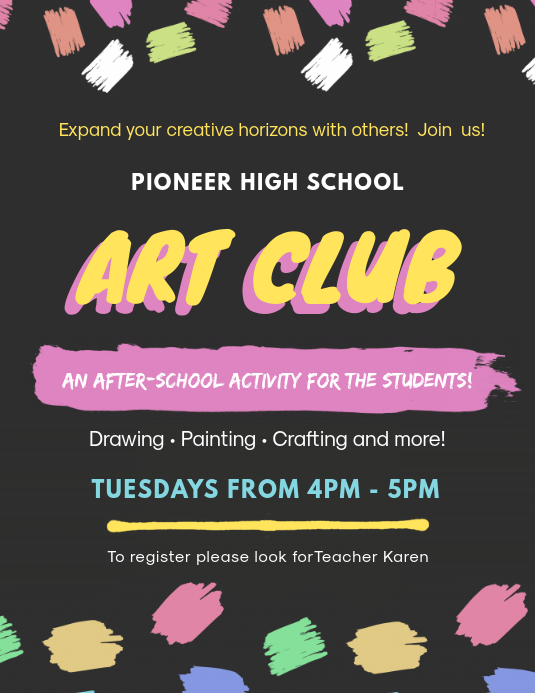 Expand your creative horizons with others! Join us!
PIONEER HIGH SCHOOL
ART CLUB
AN AFTER-SCHOOL ACTIVITY FOR THE STUDENTS!
Drawing • Painting • Crafting and more!
TUESDAYS FROM 4PM - 5PM
To register please look forTeacher Karen